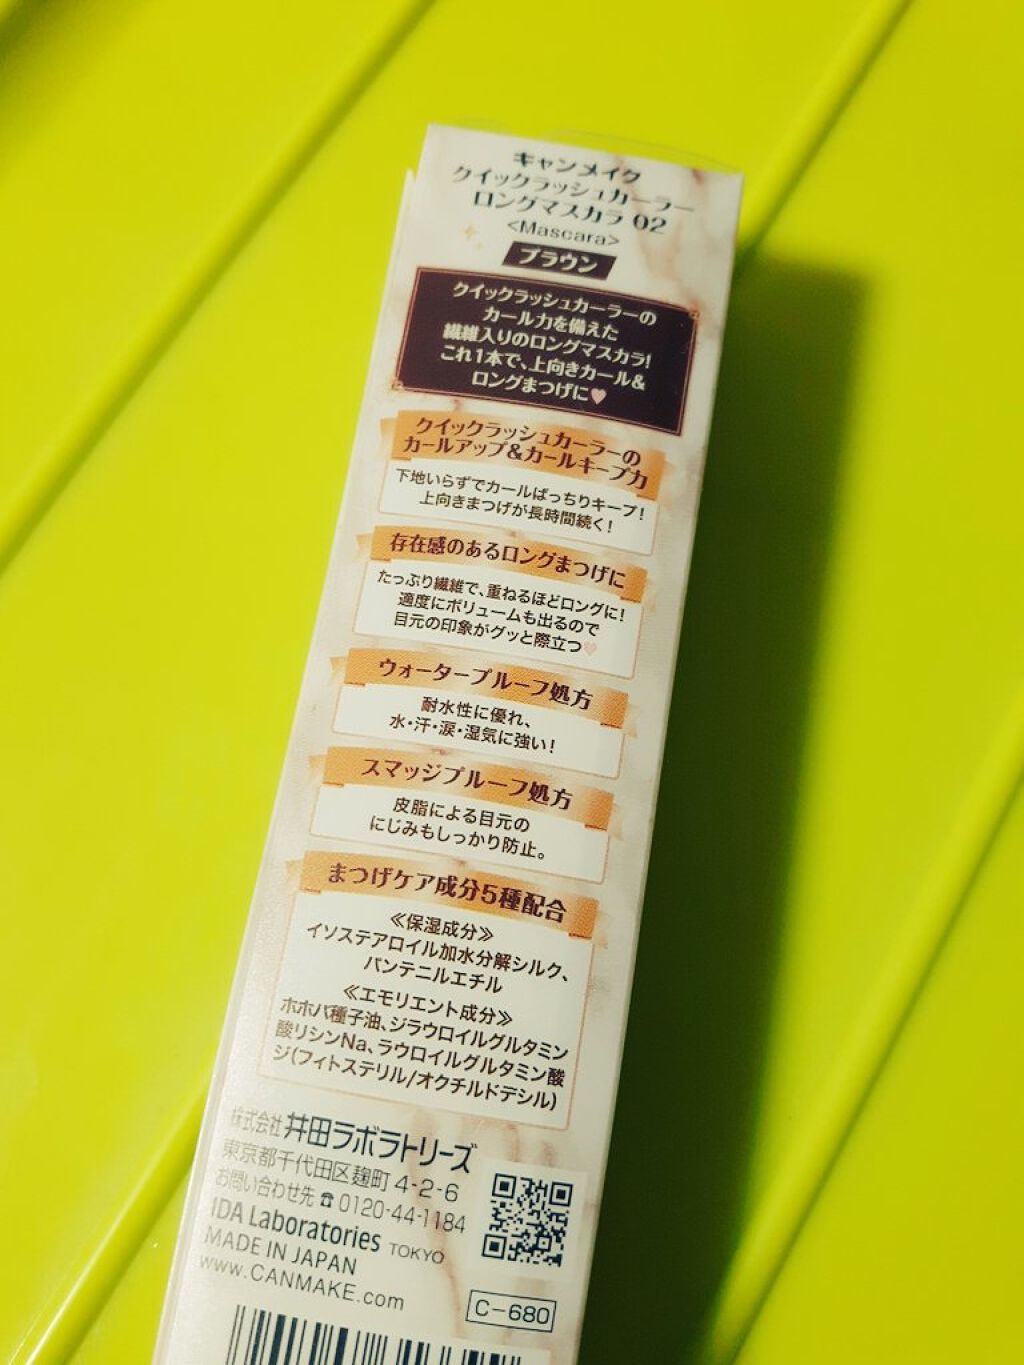 キャンメイク
クイックラッシュカーラー
ロングマスカラ 02
<Mascara>
ブラウン
クイックラッシュカーラーの
カール力を備えた
繊維入りのロングマスカラ!
これ1本で、上向きカール&
ロングまつげに♥
クイックラッシュカーラーの
カールアップ&カールキープ力
下地いらずでカールばっちりキープ!
上向きまつげが長時間続く!
存在感のあるロングまつげに
たっぷり繊維で、重ねるほどロングに!
適度にボリュームも出るので
目元の印象がグッと際立つ♥
ウォータープルーフ処方
耐水性に優れ、
水・汗・涙・湿気に強い!
スマッジプルーフ処方
皮脂による目元の
にじみもしっかり防止。
まつげケア成分5種配合
≪保湿成分≫
イソステアロイル加水分解シルク、
パンテニルエチル
≪エモリエント成分≫
ホホバ種子油、ジラウロイルグルタミン
酸リシンNa、ラウロイルグルタミン酸
ジ(フィトステリル/オクチルドデシル)
株式会社 井田ラボラトリーズ
東京都千代田区麹町 4-2-6
お問い合わせ先 ☎ 0120-44-1184
IDA Laboratories TOKYO
MADE IN JAPAN
www.CANMAKE.com
C-680